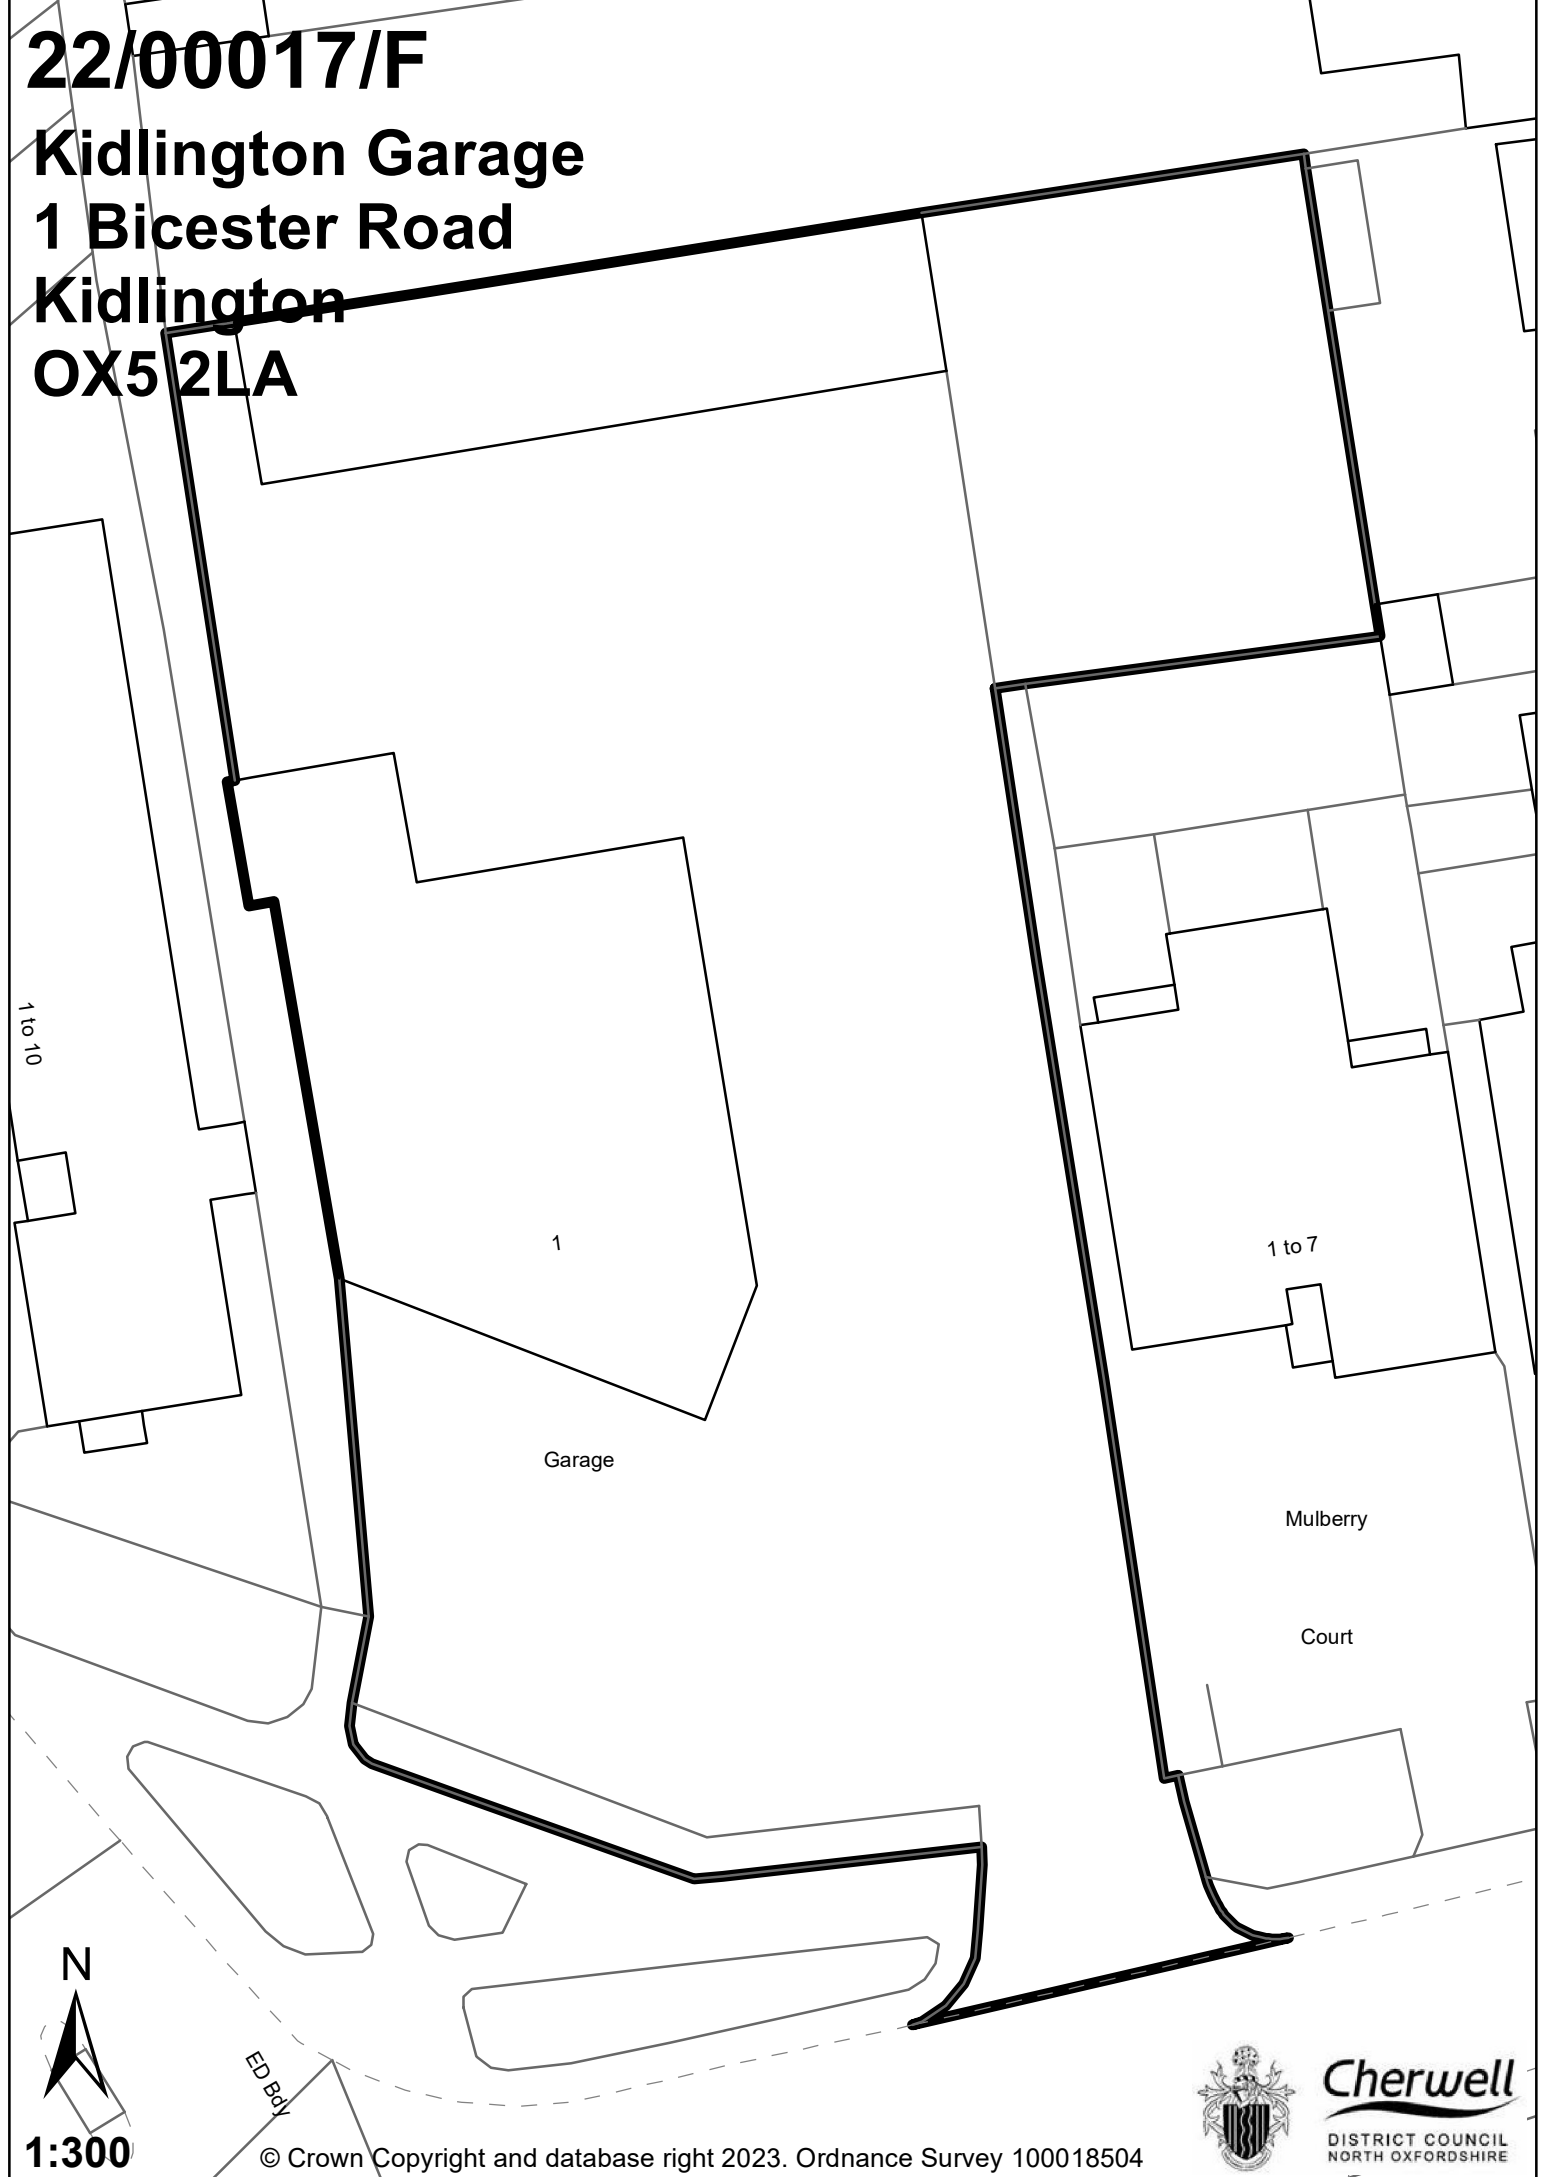 22/00017/F
Kidlington Garage
1 Bicester Road
Kidlington
OX5 2LA
1 to 10
1
1 to 7
Garage
Mulberry
Court
N
ED Bdy
1:300
© Crown Copyright and database right 2023. Ordnance Survey 100018504
Cherwell
DISTRICT COUNCIL
NORTH OXFORDSHIRE